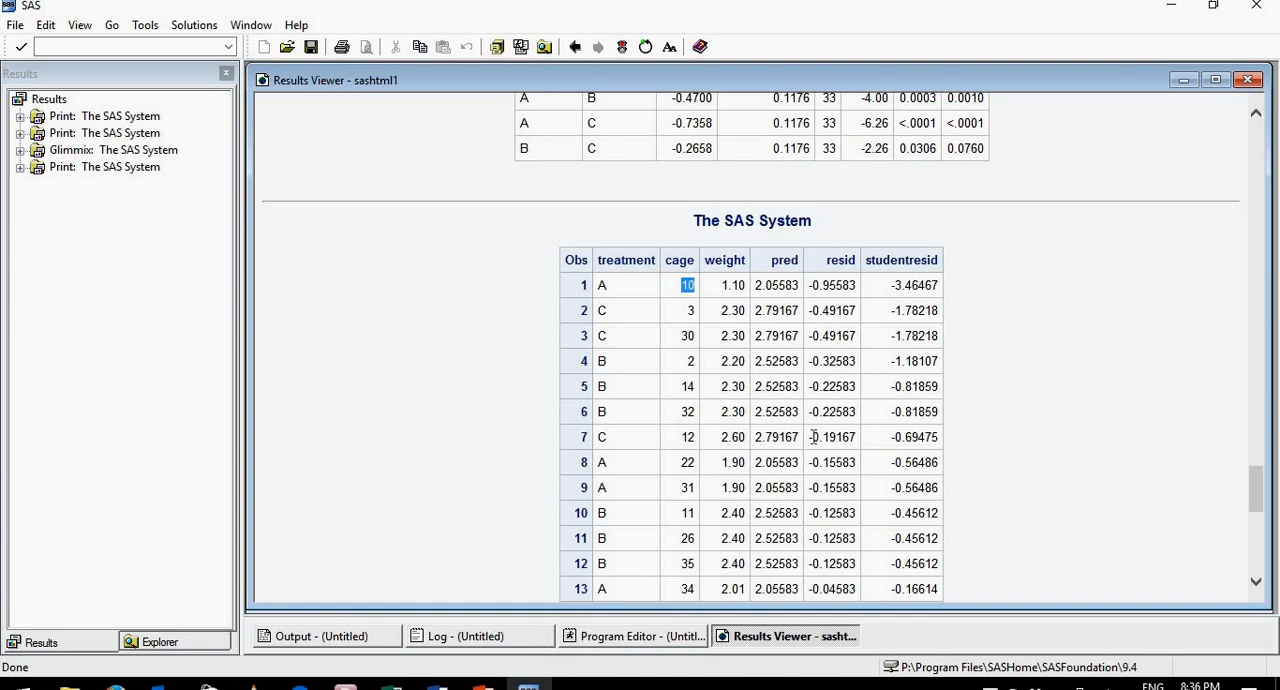 SAS
File Edit View Go Tools Solutions Window Help
Results
Results Viewer - sashtml1
Results
Print: The SAS System
Print: The SAS System
Glimmix: The SAS System
Print: The SAS System
A B -0.4700 0.1176 33 -4.00 0.0003 0.0010
A C -0.7358 0.1176 33 -6.26 <.0001 <.0001
B C -0.2658 0.1176 33 -2.26 0.0306 0.0760
The SAS System
Obs treatment cage weight pred resid studentresid
1 A 10 1.10 2.05583 -0.95583 -3.46467
2 C 3 2.30 2.79167 -0.49167 -1.78218
3 C 30 2.30 2.79167 -0.49167 -1.78218
4 B 2 2.20 2.52583 -0.32583 -1.18107
5 B 14 2.30 2.52583 -0.22583 -0.81859
6 B 32 2.30 2.52583 -0.22583 -0.81859
7 C 12 2.60 2.79167 -0.19167 -0.69475
8 A 22 1.90 2.05583 -0.15583 -0.56486
9 A 31 1.90 2.05583 -0.15583 -0.56486
10 B 11 2.40 2.52583 -0.12583 -0.45612
11 B 26 2.40 2.52583 -0.12583 -0.45612
12 B 35 2.40 2.52583 -0.12583 -0.45612
13 A 34 2.01 2.05583 -0.04583 -0.16614
Results Explorer
Output - (Untitled) Log - (Untitled) Program Editor - (Untitl... Results Viewer - sasht...
Done P:\Program Files\SASHome\SASFoundation\9.4
ENG 8:36 PM